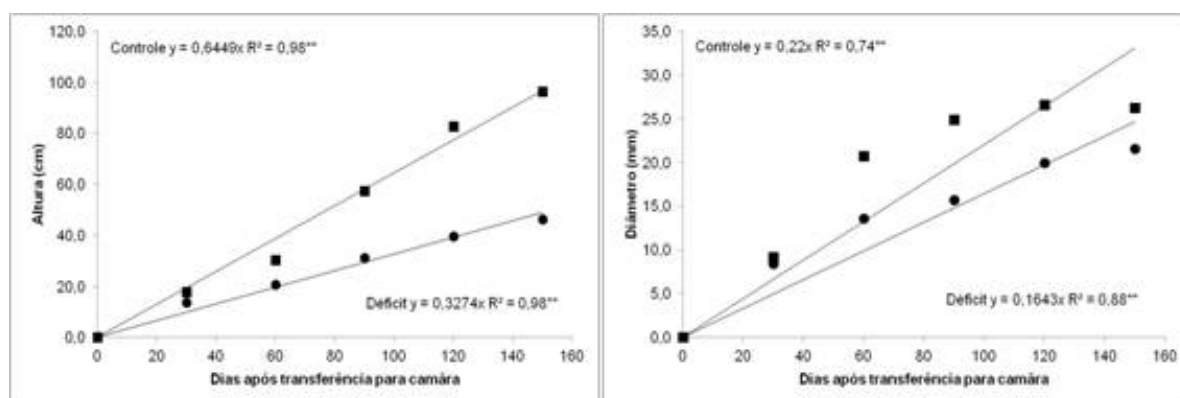 120,0
100,0
80,0
60,0
40,0
20,0
0,0
Altura (cm)
Controle y = 0,6449x R² = 0,98**
Déficit y = 0,3274x R² = 0,98**
0 20 40 60 80 100 120 140 160
Dias após transferência para camâra
35,0
30,0
25,0
20,0
15,0
10,0
5,0
0,0
Diâmetro (mm)
Controle y = 0,22x R² = 0,74**
Déficit y = 0,1643x R² = 0,88**
0 20 40 60 80 100 120 140 160
Dias após transferência para camâra